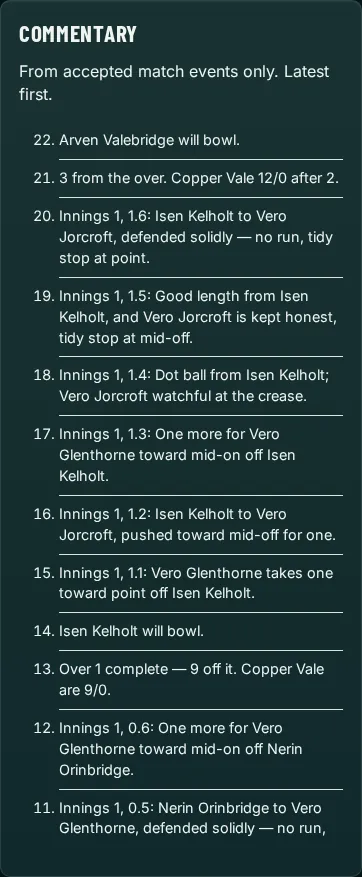 COMMENTARY
From accepted match events only. Latest
first.
22. Arven Valebridge will bowl.
21. 3 from the over. Copper Vale 12/0 after 2.
20. Innings 1, 1.6: Isen Kelholt to Vero
Jorcroft, defended solidly — no run, tidy
stop at point.
19. Innings 1, 1.5: Good length from Isen
Kelholt, and Vero Jorcroft is kept honest,
tidy stop at mid-off.
18. Innings 1, 1.4: Dot ball from Isen Kelholt;
Vero Jorcroft watchful at the crease.
17. Innings 1, 1.3: One more for Vero
Glenthorne toward mid-on off Isen
Kelholt.
16. Innings 1, 1.2: Isen Kelholt to Vero
Jorcroft, pushed toward mid-off for one.
15. Innings 1, 1.1: Vero Glenthorne takes one
toward point off Isen Kelholt.
14. Isen Kelholt will bowl.
13. Over 1 complete — 9 off it. Copper Vale
are 9/0.
12. Innings 1, 0.6: One more for Vero
Glenthorne toward mid-on off Nerin
Orinbridge.
11. Innings 1, 0.5: Nerin Orinbridge to Vero
Glenthorne, defended solidly — no run,